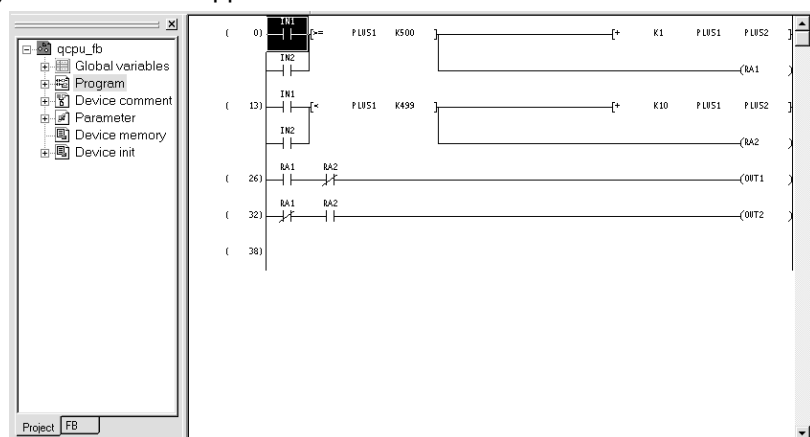 qcpu_fb
Global variables
Program
Device comment
Parameter
Device memory
Device init
Project FB
IN1
( 0) [>= PLUS1 K500 ] [+ K1 PLUS1 PLUS2 ]
IN2
(RA1 )
IN1
( 13) [< PLUS1 K499 ] [+ K10 PLUS1 PLUS2 ]
IN2
(RA2 )
RA1 RA2
( 26) (OUT1 )
RA1 RA2
( 32) (OUT2 )
( 38)